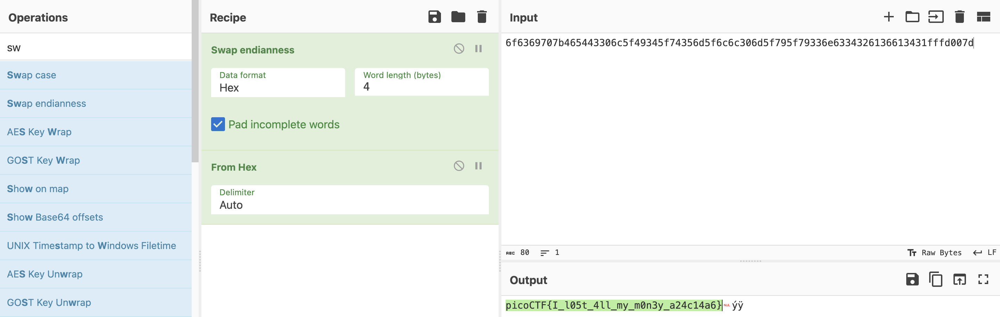 Operations
sw
Swap case
Swap endianness
AES Key Wrap
GOST Key Wrap
Show on map
Show Base64 offsets
UNIX Timestamp to Windows Filetime
AES Key Unwrap
GOST Key Unwrap
Recipe
Swap endianness
Data format
Hex
Word length (bytes)
4
Pad incomplete words
From Hex
Delimiter
Auto
Input
6f6369707b465443306c5f49345f74356d5f6c6c306d5f795f79336e6334326136613431fffd007d
ABC 80 1 Raw Bytes LF
Output
picoCTF{I_l05t_4ll_my_m0n3y_a24c14a6}NULýÿ